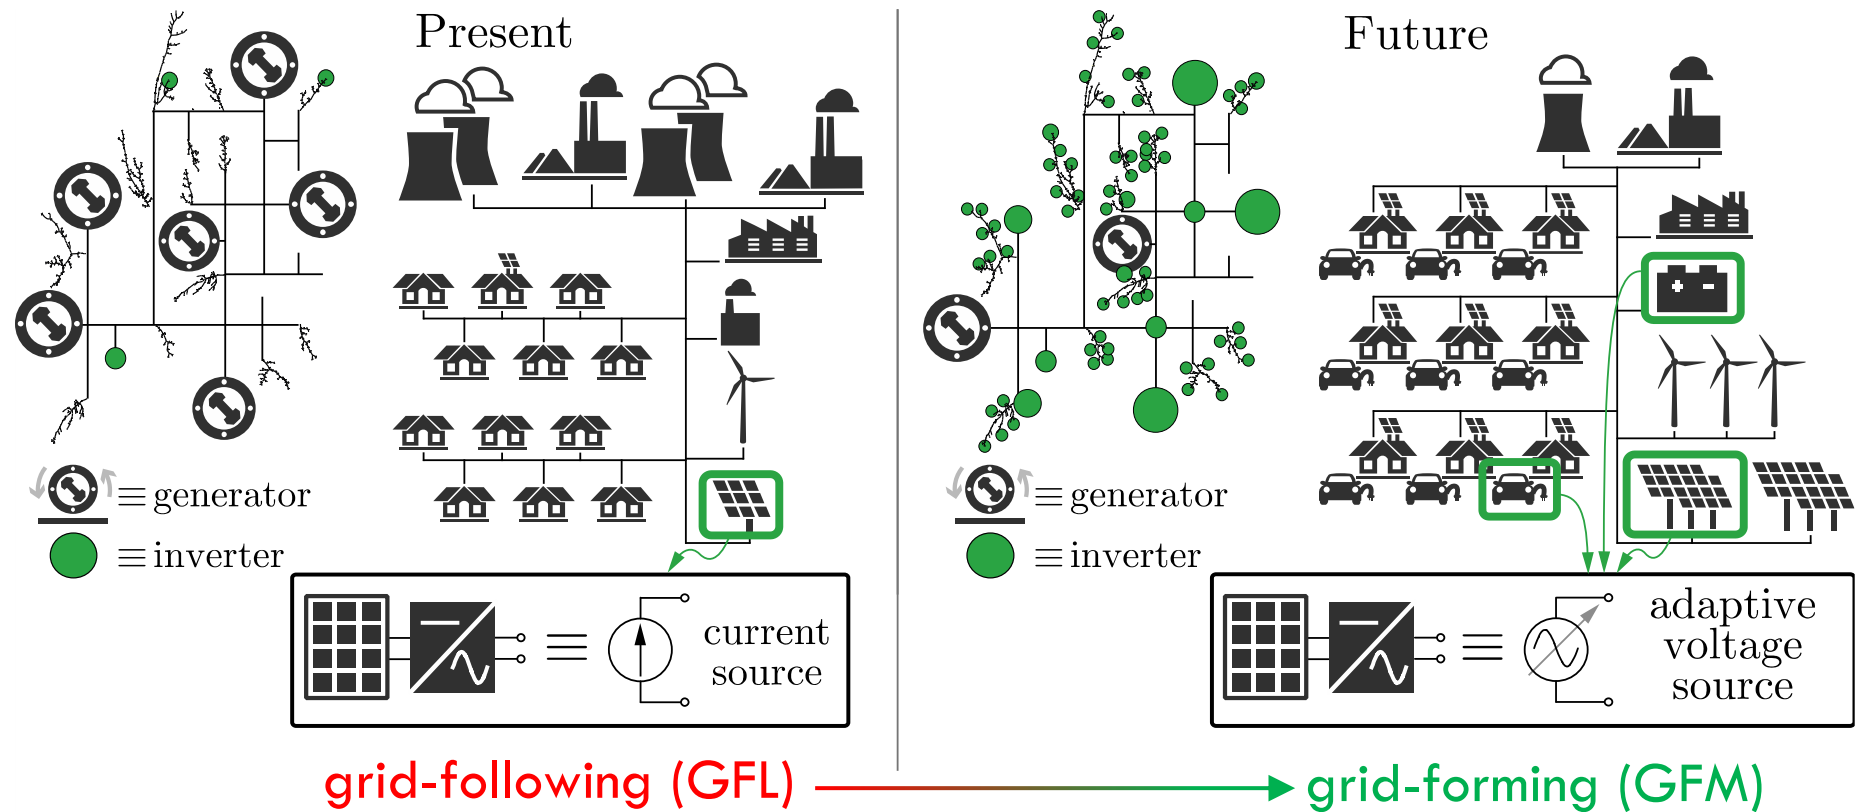 Present
≡ generator
≡ inverter
≡
current
source
grid-following (GFL)
Future
≡ generator
≡ inverter
+ -
≡
adaptive
voltage
source
grid-forming (GFM)